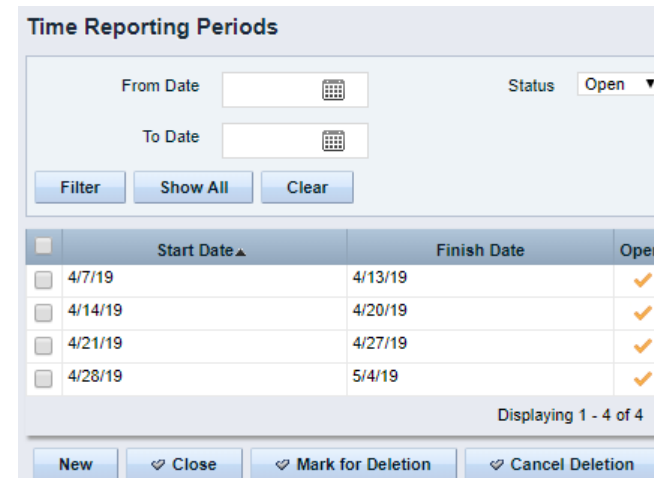 Time Reporting Periods
From Date Status Open
To Date
Filter Show All Clear
Start Date Finish Date Open
4/7/19 4/13/19
4/14/19 4/20/19
4/21/19 4/27/19
4/28/19 5/4/19
Displaying 1 - 4 of 4
New Close Mark for Deletion Cancel Deletion